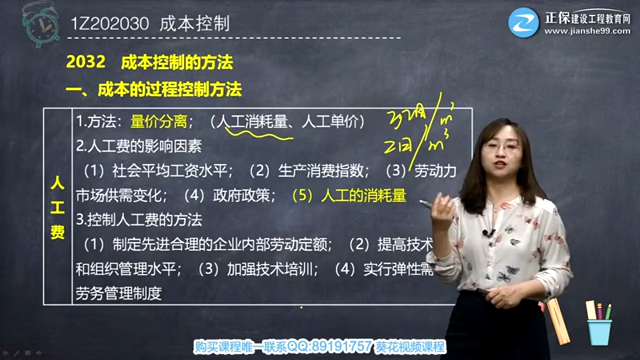 1Z202030 成本控制
正保建设工程教育网
www.jianshe99.com
2032 成本控制的方法
一、成本的过程控制方法
人工费
1.方法：量价分离；（人工消耗量、人工单价）
2.人工费的影响因素
（1）社会平均工资水平；（2）生产消费指数；（3）劳动力
市场供需变化；（4）政府政策；（5）人工的消耗量
3.控制人工费的方法
（1）制定先进合理的企业内部劳动定额；（2）提高技术
和组织管理水平；（3）加强技术培训；（4）实行弹性需
劳务管理制度
购买课程唯一联系QQ:89191757 葵花视频课程